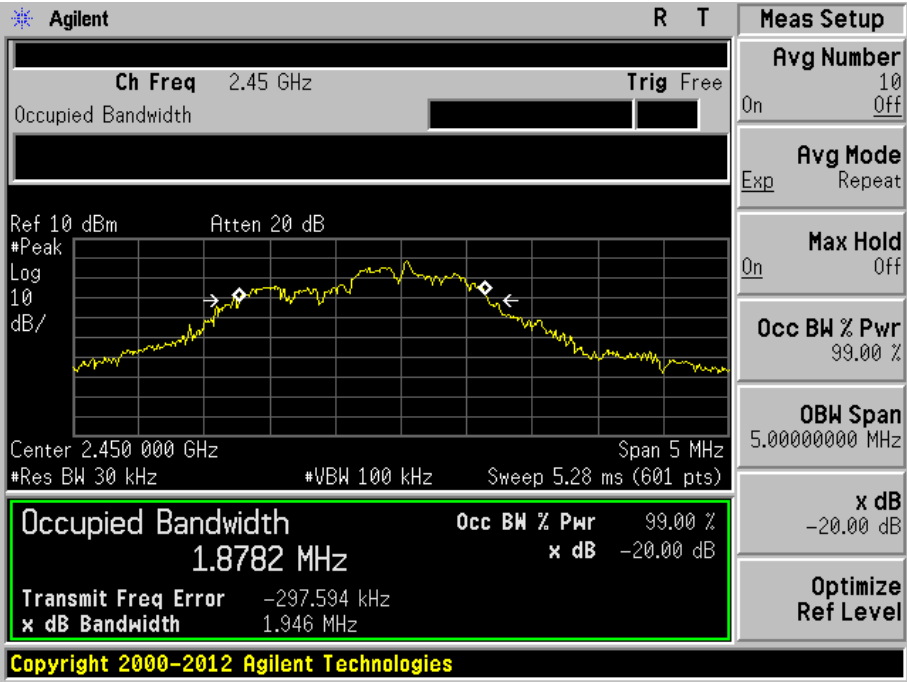 Agilent R T Meas Setup
Ch Freq 2.45 GHz Trig Free
Occupied Bandwidth
Avg Number
10
On Off
Avg Mode
Exp Repeat
Max Hold
On Off
Occ BW % Pwr
99.00 %
OBW Span
5.00000000 MHz
x dB
-20.00 dB
Optimize
Ref Level
Ref 10 dBm Atten 20 dB
#Peak
Log
10
dB/
Center 2.450 000 GHz Span 5 MHz
#Res BW 30 kHz #VBW 100 kHz Sweep 5.28 ms (601 pts)
Occupied Bandwidth Occ BW % Pwr 99.00 %
1.8782 MHz x dB -20.00 dB
Transmit Freq Error -297.594 kHz
x dB Bandwidth 1.946 MHz
Copyright 2000-2012 Agilent Technologies